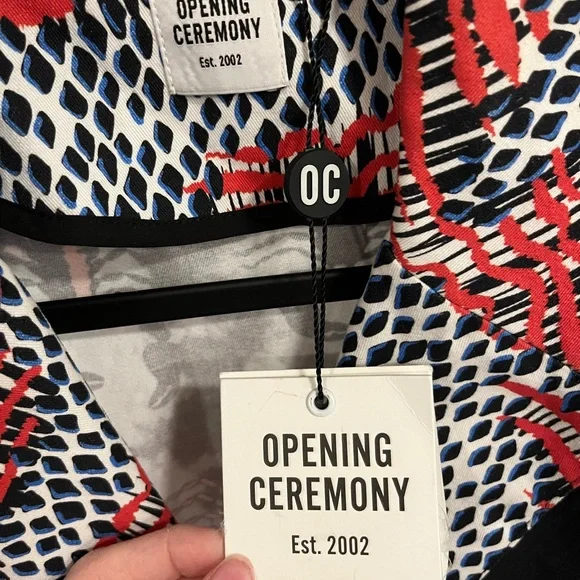 OPENING
CEREMONY
Est. 2002
OC
OPENING
CEREMONY
Est. 2002